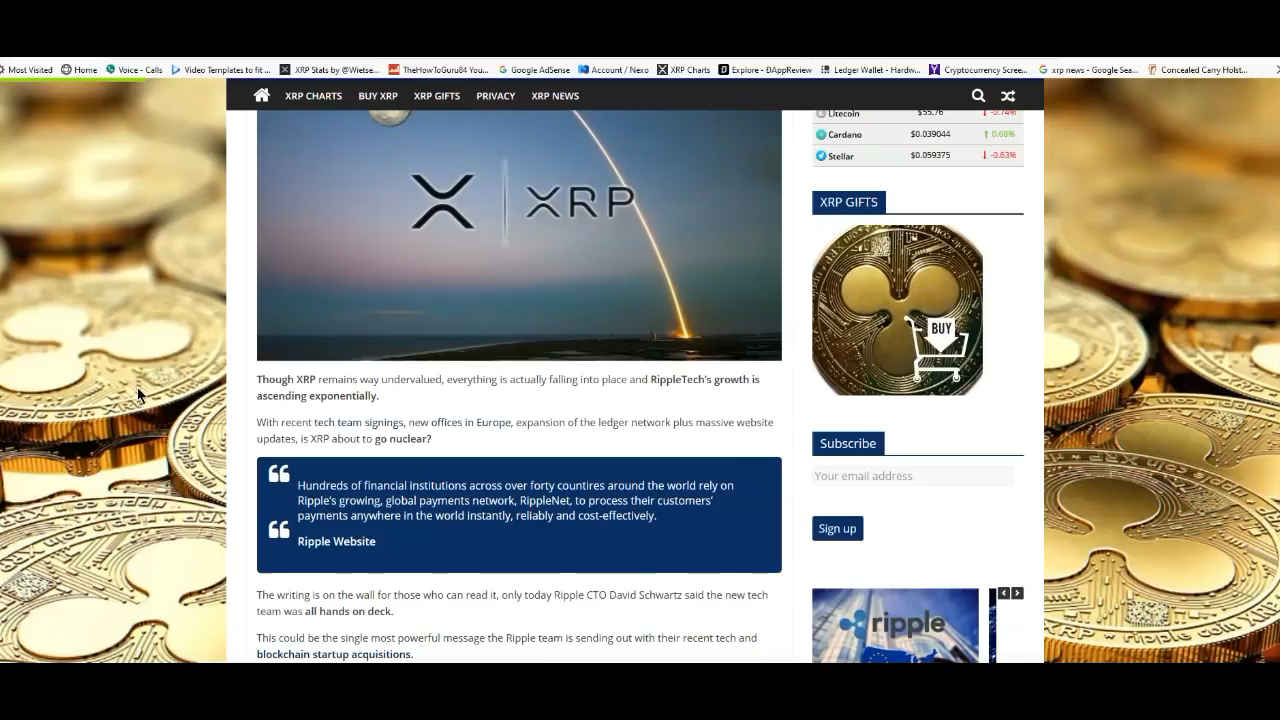 Most Visited Home Voice - Calls Video Templates to fit ... XRP Stats by @Wietse... TheHowToGuru84 You... Google AdSense Account / Nexo XRP Charts Explore - ÐAppReview Ledger Wallet - Hardw... Cryptocurrency Scree... xrp news - Google Sea... Concealed Carry Holst...
XRP CHARTS BUY XRP XRP GIFTS PRIVACY XRP NEWS
Litecoin $55.76 -0.74%
Cardano $0.039044 0.68%
Stellar $0.059375 -0.63%
XRP
XRP GIFTS
BUY
Though XRP remains way undervalued, everything is actually falling into place and RippleTech's growth is
ascending exponentially.
With recent tech team signings, new offices in Europe, expansion of the ledger network plus massive website
updates, is XRP about to go nuclear?
Hundreds of financial institutions across over forty countires around the world rely on
Ripple's growing, global payments network, RippleNet, to process their customers'
payments anywhere in the world instantly, reliably and cost-effectively.
Ripple Website
The writing is on the wall for those who can read it, only today Ripple CTO David Schwartz said the new tech
team was all hands on deck.
This could be the single most powerful message the Ripple team is sending out with their recent tech and
blockchain startup acquisitions.
Subscribe
Your email address
Sign up
ripple